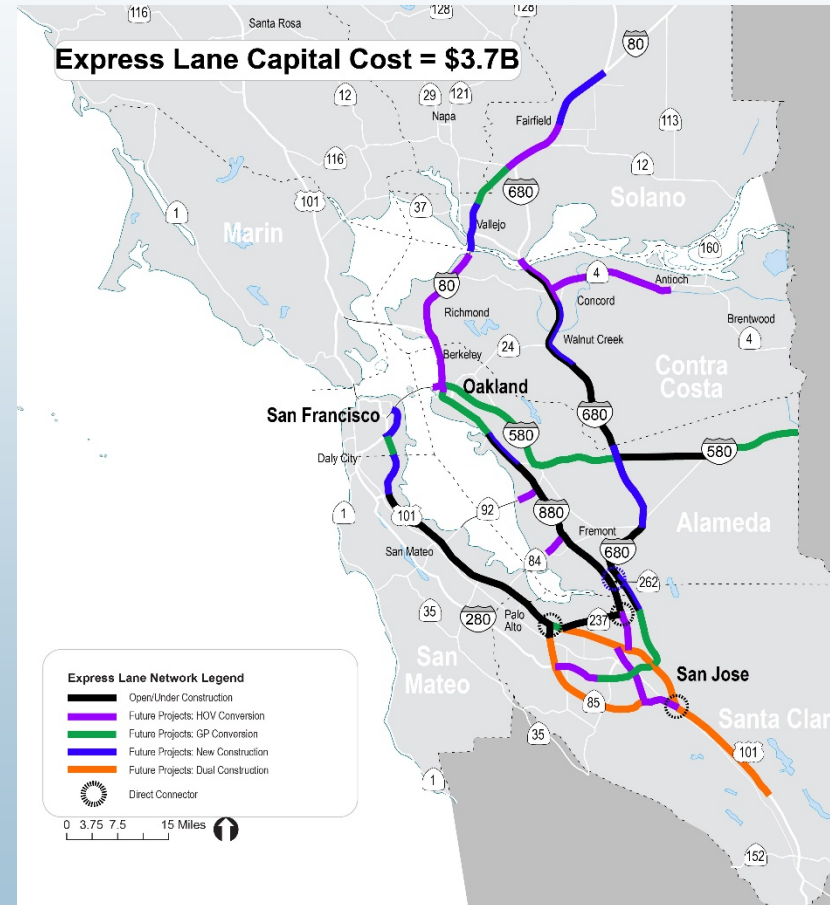 116
128
128
Santa Rosa
80
Express Lane Capital Cost = $3.7B
12
29
121
Napa
Fairfield
113
116
12
680
Solano
101
1
37
Vallejo
Marin
160
80
4
Antioch
Concord
Richmond
Brentwood
24
Walnut Creek
4
Berkeley
Contra
Costa
Oakland
San Francisco
680
580
580
Daly City
1
101
92
880
Fremont
Alameda
San Mateo
84
680
262
35
280
Palo
Alto
237
San
Mateo
San Jose
85
Santa Clar
35
101
1
152
Express Lane Network Legend
Open/Under Construction
Future Projects: HOV Conversion
Future Projects: GP Conversion
Future Projects: New Construction
Future Projects: Dual Construction
Direct Connector
0 3.75 7.5 15 Miles